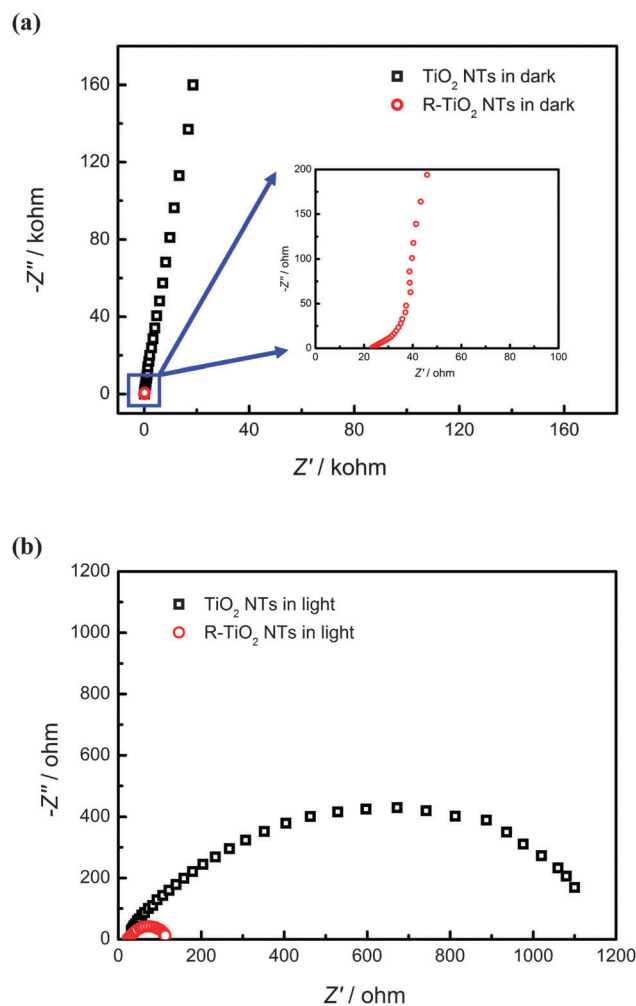 (a)
160
120
80
40
0
-Z″ / kohm
TiO₂ NTs in dark
R-TiO₂ NTs in dark
200
150
100
50
0
-Z″ / ohm
0 20 40 60 80 100
Z′ / ohm
0 40 80 120 160
Z′ / kohm
(b)
1200
1000
800
600
400
200
0
-Z″ / ohm
TiO₂ NTs in light
R-TiO₂ NTs in light
0 200 400 600 800 1000 1200
Z′ / ohm